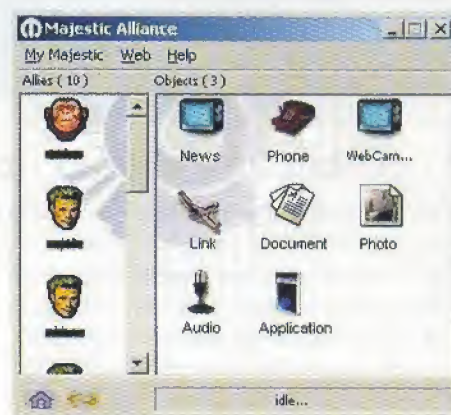 Majestic Alliance
My Majestic Web Help
Allies ( 10 ) Objects ( 3 )
News Phone WebCam...
Link Document Photo
Audio Application
idle...